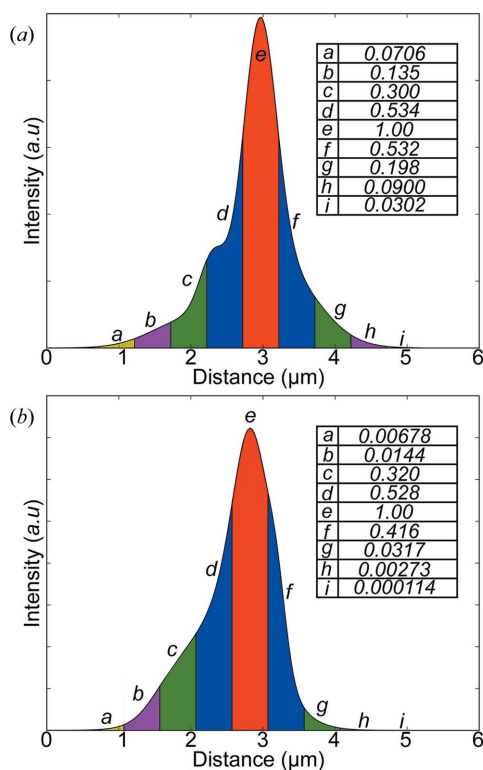 (a)
Intensity (a.u)
a 0.0706
b 0.135
c 0.300
d 0.534
e 1.00
f 0.532
g 0.198
h 0.0900
i 0.0302
e
d
f
c
g
b
a
h
i
0 1 2 3 4 5 6
Distance (µm)
(b)
Intensity (a.u)
a 0.00678
b 0.0144
c 0.320
d 0.528
e 1.00
f 0.416
g 0.0317
h 0.00273
i 0.000114
e
d
f
c
b
g
a
h
i
0 1 2 3 4 5 6
Distance (µm)